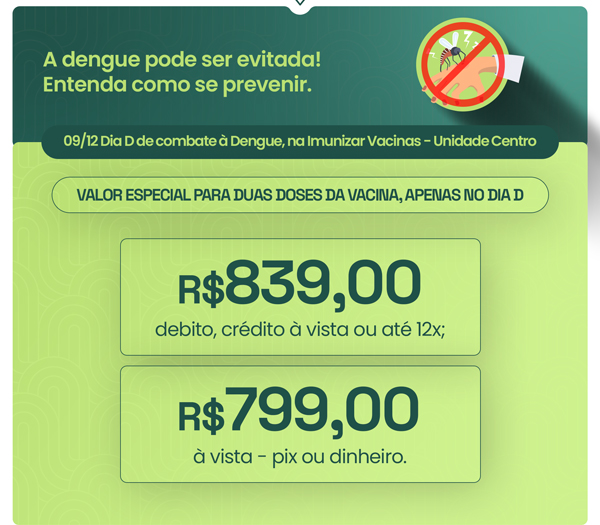 A dengue pode ser evitada!
Entenda como se prevenir.
09/12 Dia D de combate à Dengue, na Imunizar Vacinas - Unidade Centro
VALOR ESPECIAL PARA DUAS DOSES DA VACINA, APENAS NO DIA D
R$839,00
debito, crédito à vista ou até 12x;
R$799,00
à vista - pix ou dinheiro.